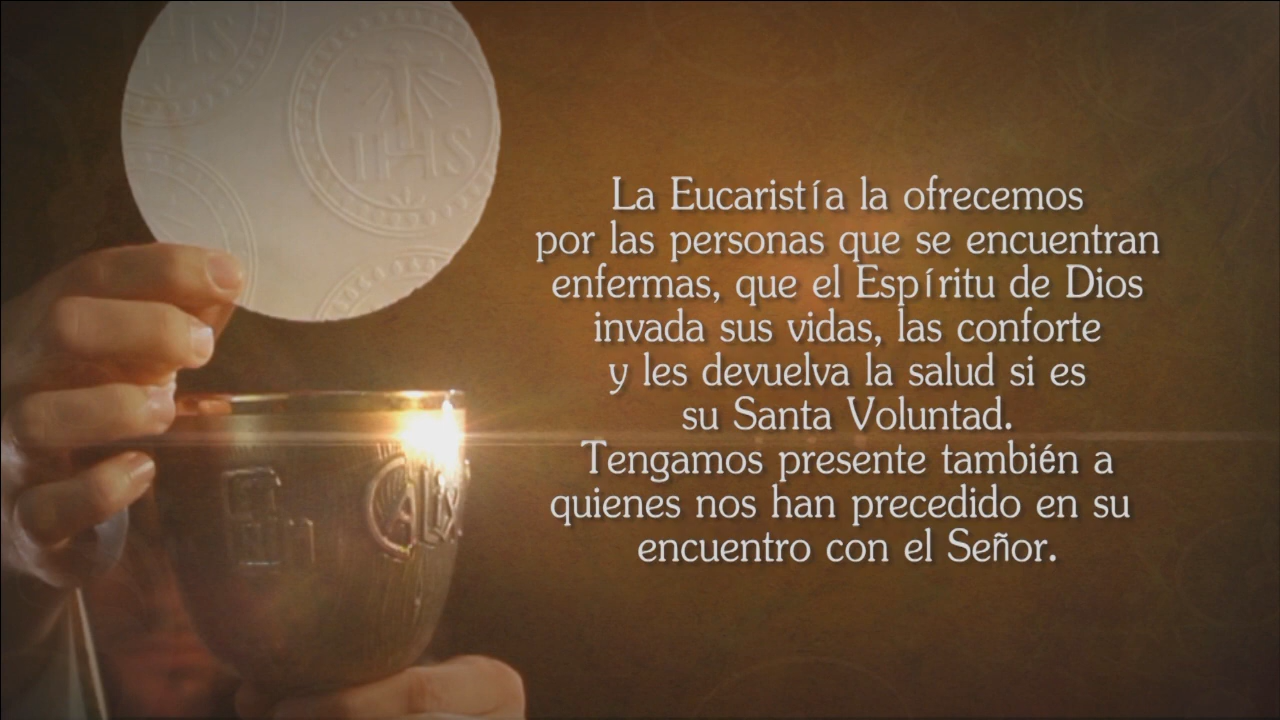 IHS
La Eucaristía la ofrecemos
por las personas que se encuentran
enfermas, que el Espíritu de Dios
invada sus vidas, las conforte
y les devuelva la salud si es
su Santa Voluntad.
Tengamos presente también a
quienes nos han precedido en su
encuentro con el Señor.